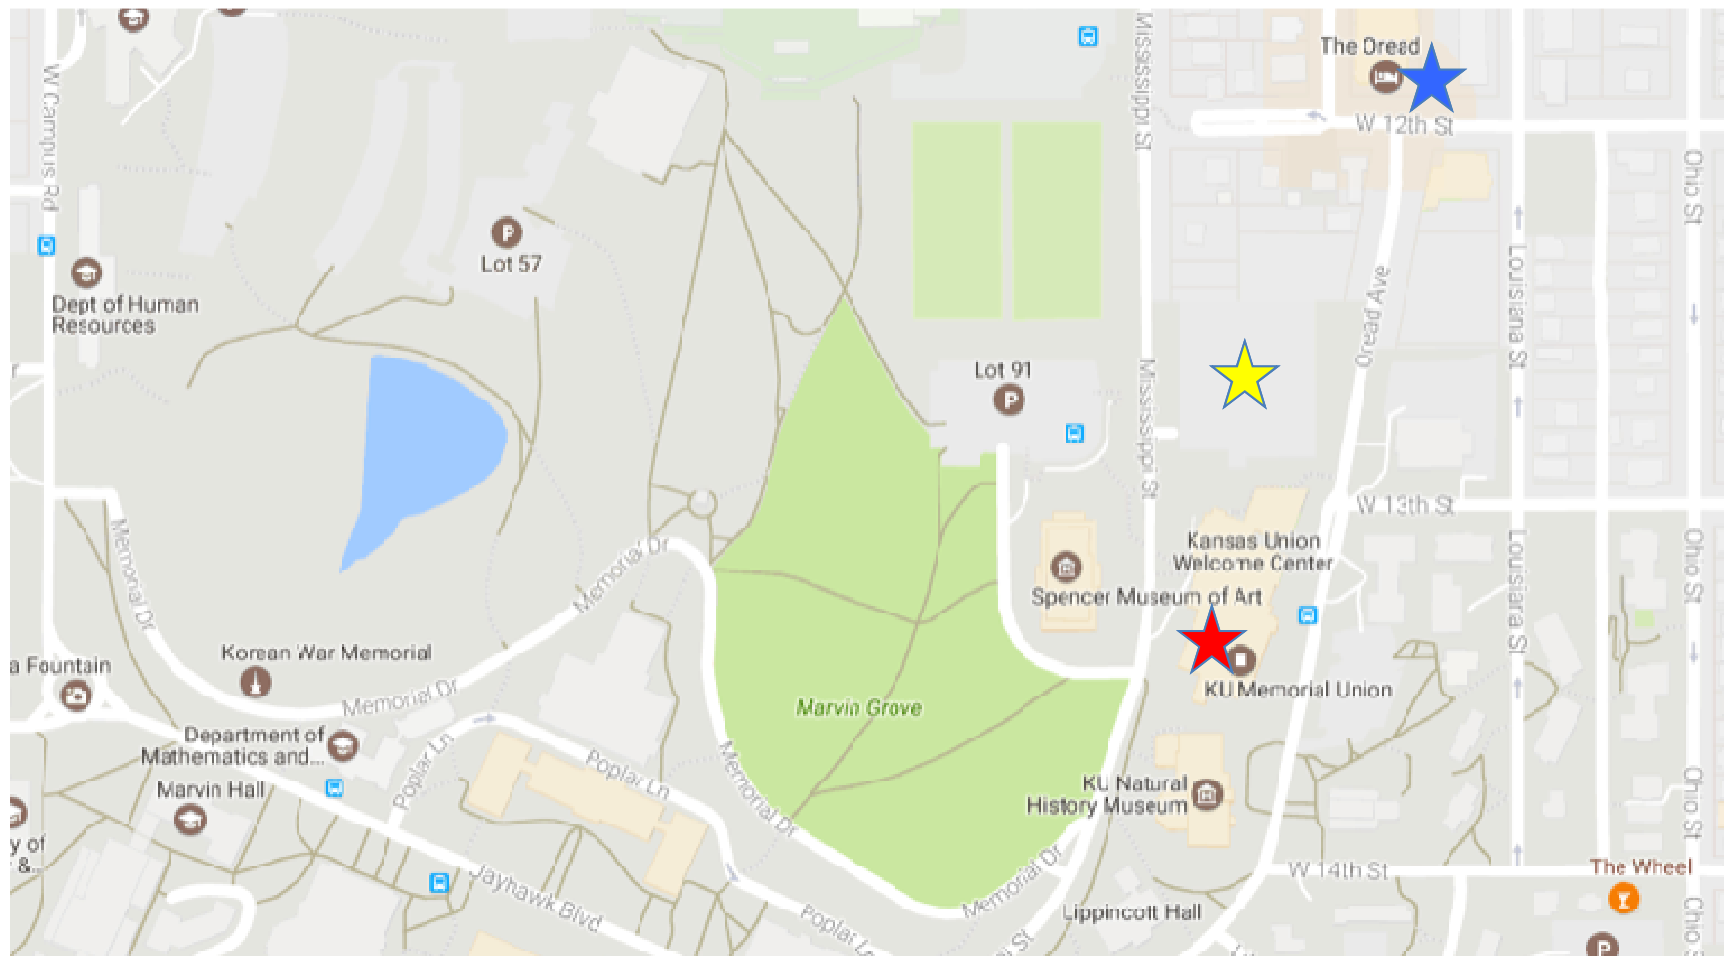 Mississippi St
The Oread
W 12th St
W Campus Rd
Ohio St
Lot 57
Dept of Human
Resources
Louisiana St
Oread Ave
Lot 91
Mississippi St
W 13th St
Memorial Dr
Memorial Dr
Kansas Union
Welcome Center
Spencer Museum of Art
Louisiana St
Ohio St
a Fountain
Korean War Memorial
Memorial Dr
KU Memorial Union
Marvin Grove
Department of
Mathematics and...
Poplar Ln
Poplar Ln
Memorial Dr
Marvin Hall
KU Natural
History Museum
Ohio St
y of
&...
Jayhawk Blvd
Memorial Dr
W 14th St
The Wheel
Lippincott Hall
Poplar L
St
Ohio